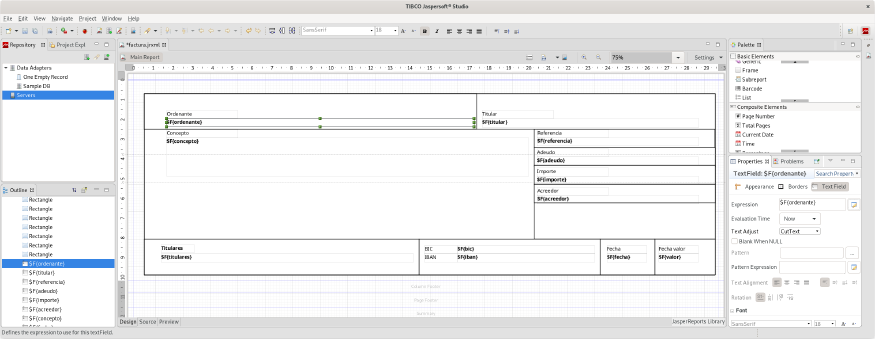 TIBCO Jaspersoft® Studio
File Edit View Navigate Project Window Help
SansSerif 18
Repository Project Expl
Data Adapters
One Empty Record
Sample DB
Servers
Outline
Rectangle
Rectangle
Rectangle
Rectangle
Rectangle
Rectangle
Rectangle
$F{ordenante}
$F{titular}
$F{referencia}
$F{adeudo}
$F{importe}
$F{acreedor}
$F{concepto}
*factura.jrxml
Main Report 75% Settings
Ordenante
$F{ordenante}
Titular
$F{titular}
Concepto
$F{concepto}
Referencia
$F{referencia}
Adeudo
$F{adeudo}
Importe
$F{importe}
Acreedor
$F{acreedor}
Titulares
$F{titulares}
BIC $F{bic}
IBAN $F{iban}
Fecha
$F{fecha}
Fecha valor
$F{valor}
Column Footer
Page Footer
Design Source Preview
JasperReports Library
Palette
Basic Elements
Generic
Frame
Subreport
Barcode
List
Composite Elements
Page Number
Total Pages
Current Date
Time
Properties Problems
TextField: $F{ordenante} Search Property
Appearance Borders Text Field
Expression $F{ordenante}
Evaluation Time Now
Text Adjust CutText
Blank When NULL
Pattern
Pattern Expression
Text Alignment
Rotation
Font
SansSerif 18
Defines the expression to use for this textField.